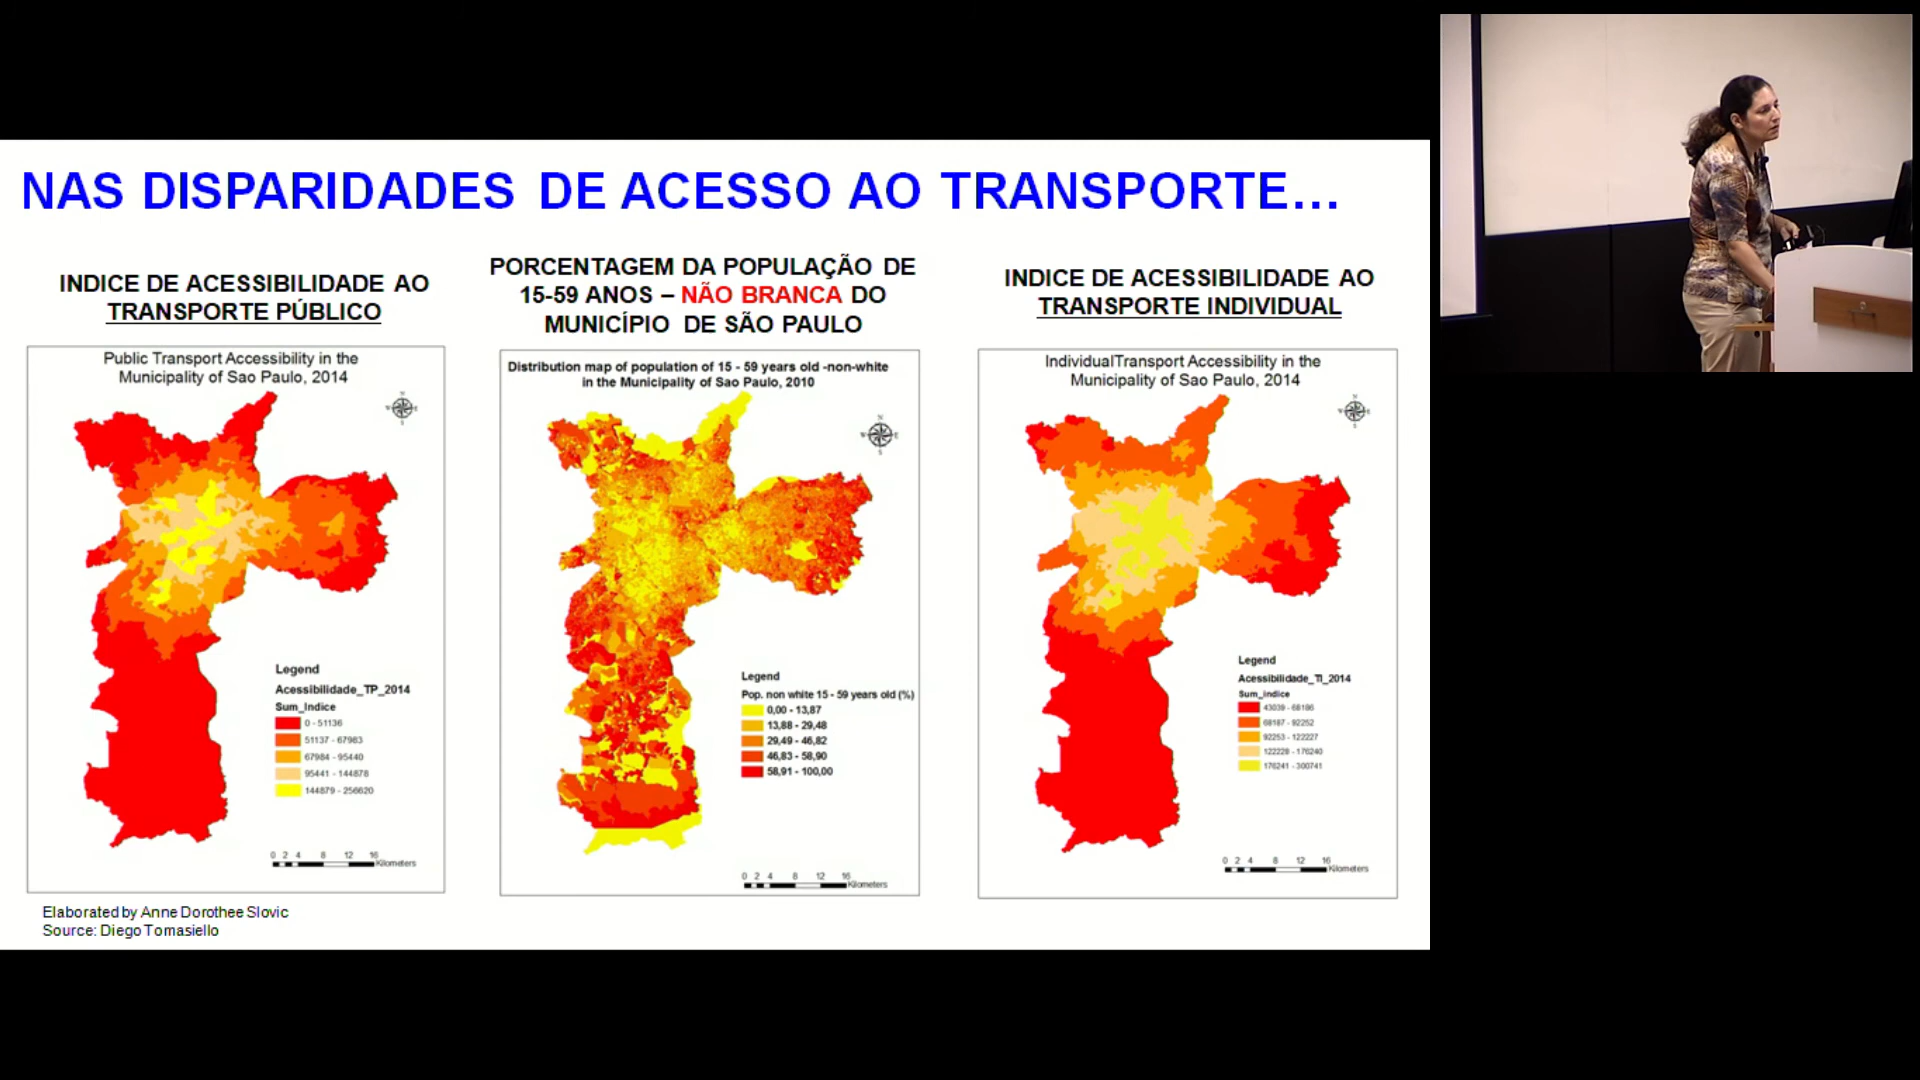 NAS DISPARIDADES DE ACESSO AO TRANSPORTE...
INDICE DE ACESSIBILIDADE AO
TRANSPORTE PÚBLICO
Public Transport Accessibility in the
Municipality of Sao Paulo, 2014
N
W
E
S
Legend
Acessibilidade_TP_2014
Sum_Indice
0 - 51136
51137 - 67983
67984 - 95440
95441 - 144878
144879 - 256620
0 2 4 8 12 16
Kilometers
Elaborated by Anne Dorothee Slovic
Source: Diego Tomasiello
PORCENTAGEM DA POPULAÇÃO DE
15-59 ANOS – NÃO BRANCA DO
MUNICÍPIO DE SÃO PAULO
Distribution map of population of 15 - 59 years old -non-white
in the Municipality of Sao Paulo, 2010
N
W
E
S
Legend
Pop. non white 15 - 59 years old (%)
0,00 - 13,87
13,88 - 29,48
29,49 - 46,82
46,83 - 58,90
58,91 - 100,00
0 2 4 8 12 16
Kilometers
INDICE DE ACESSIBILIDADE AO
TRANSPORTE INDIVIDUAL
IndividualTransport Accessibility in the
Municipality of Sao Paulo, 2014
N
W
E
S
Legend
Acessibilidade_TI_2014
Sum_indice
43039 - 68186
68187 - 92252
92253 - 122227
122228 - 176240
176241 - 300741
0 2 4 8 12 16
Kilometers